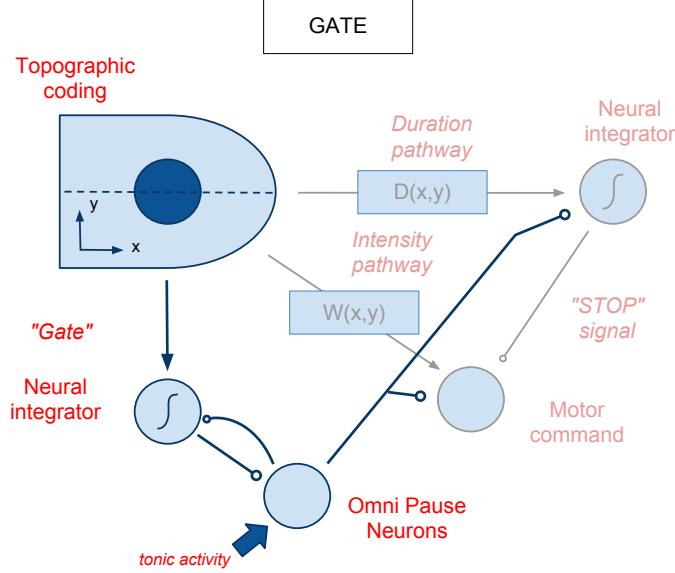 GATE
Topographic
coding
y
x
Duration
pathway
D(x,y)
Neural
integrator
∫
Intensity
pathway
W(x,y)
"STOP"
signal
"Gate"
Neural
integrator
∫
Motor
command
Omni Pause
Neurons
tonic activity